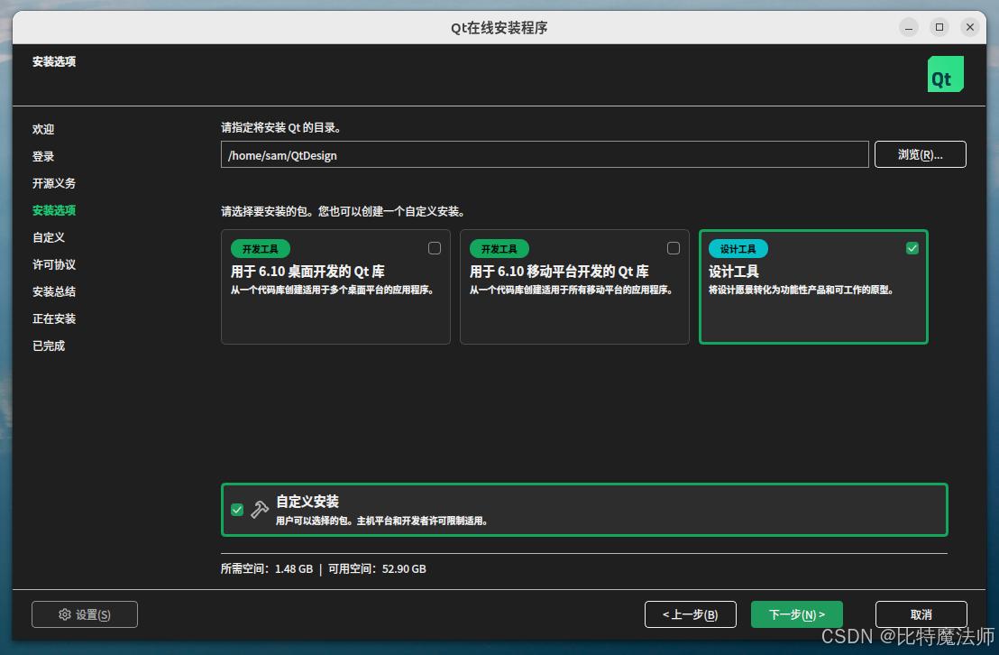 Qt在线安装程序
安装选项
Qt
欢迎
登录
开源义务
安装选项
自定义
许可协议
安装总结
正在安装
已完成
请指定将安装 Qt 的目录。
/home/sam/QtDesign
浏览(R)...
请选择要安装的包。您也可以创建一个自定义安装。
开发工具
用于 6.10 桌面开发的 Qt 库
从一个代码库创建适用于多个桌面平台的应用程序。
开发工具
用于 6.10 移动平台开发的 Qt 库
从一个代码库创建适用于所有移动平台的应用程序。
设计工具
设计工具
将设计愿景转化为功能性产品和可工作的原型。
自定义安装
用户可以选择的包。主机平台和开发者许可限制适用。
所需空间：1.48 GB | 可用空间：52.90 GB
设置(S)
< 上一步(B)
下一步(N) >
取消
CSDN @比特魔法师